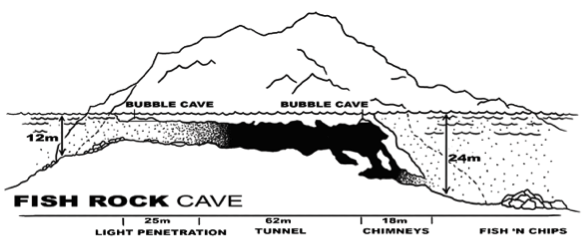 BUBBLE CAVE BUBBLE CAVE
12m
24m
FISH ROCK CAVE
25m 62m 18m
LIGHT PENETRATION TUNNEL CHIMNEYS FISH 'N CHIPS